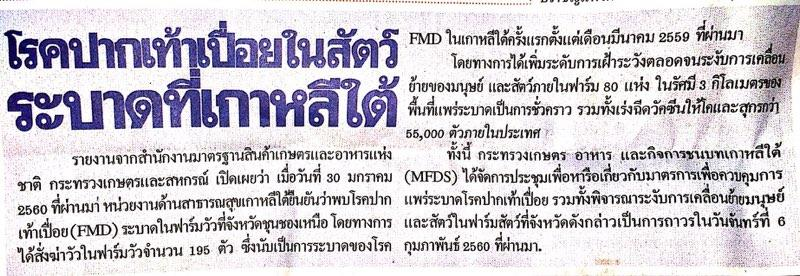 โรคปากเท้าเปื่อยในสัตว์
ระบาดที่เกาหลีใต้
รายงานจากสำนักงานมาตรฐานสินค้าเกษตรและอาหารแห่ง
ชาติ กระทรวงเกษตรและสหกรณ์ เปิดเผยว่า เมื่อวันที่ 30 มกราคม
2560 ที่ผ่านมา หน่วยงานด้านสาธารณสุขเกาหลีใต้ยืนยันว่าพบโรคปาก
เท้าเปื่อย (FMD) ระบาดในฟาร์มวัวที่จังหวัดชุนชองเหนือ โดยทางการ
ได้สั่งฆ่าวัวในฟาร์มวัวจำนวน 195 ตัว ซึ่งนับเป็นการระบาดของโรค
FMD ในเกาหลีใต้ครั้งแรกตั้งแต่เดือนมีนาคม 2559 ที่ผ่านมา
โดยทางการได้เพิ่มระดับการเฝ้าระวังตลอดจนระงับการเคลื่อน
ย้ายของมนุษย์ และสัตว์ภายในฟาร์ม 80 แห่ง ในรัศมี 3 กิโลเมตรของ
พื้นที่แพร่ระบาดเป็นการชั่วคราว รวมทั้งเร่งฉีดวัคซีนให้โคและสุกรกว่า
55,000 ตัวภายในประเทศ
ทั้งนี้ กระทรวงเกษตร อาหาร และกิจการชนบทเกาหลีใต้
(MFDS) ได้จัดการประชุมเพื่อหารือเกี่ยวกับมาตรการเพื่อควบคุมการ
แพร่ระบาดโรคปากเท้าเปื่อย รวมทั้งพิจารณาระงับการเคลื่อนย้ายมนุษย์
และสัตว์ในฟาร์มสัตว์ที่จังหวัดดังกล่าวเป็นการถาวรในวันจันทร์ที่ 6
กุมภาพันธ์ 2560 ที่ผ่านมา.